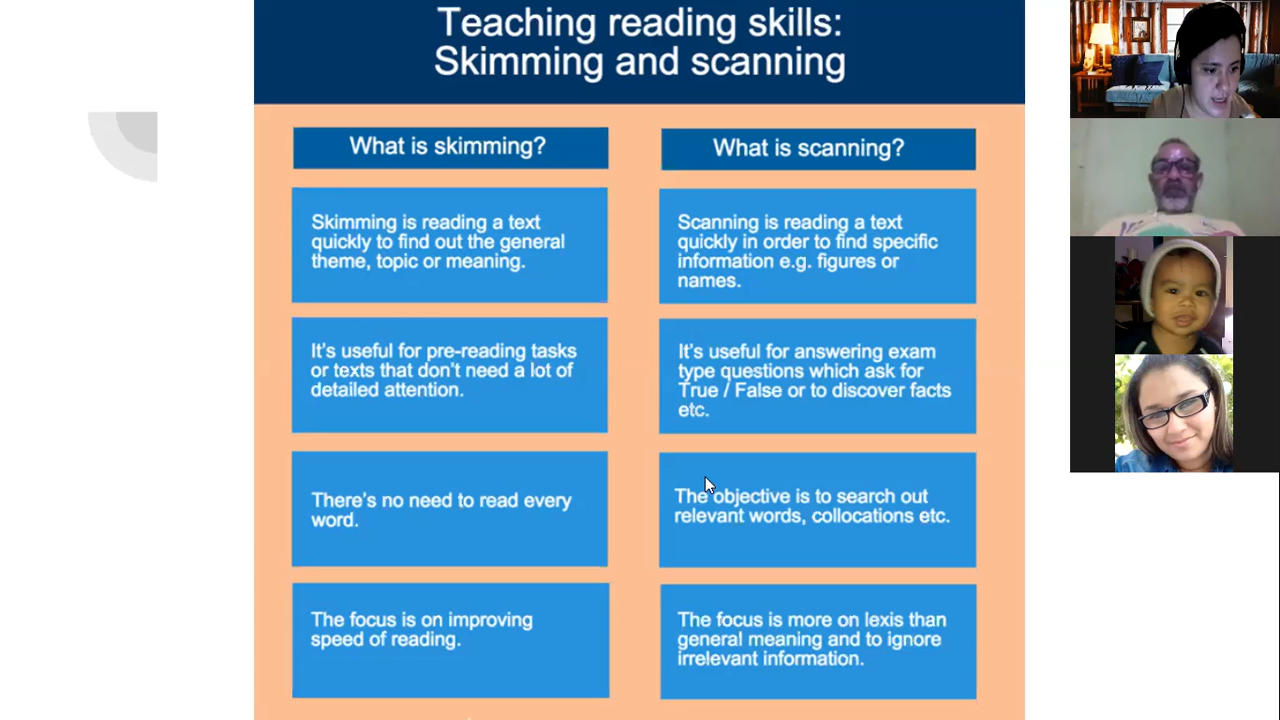 Teaching reading skills:
Skimming and scanning
What is skimming?
Skimming is reading a text
quickly to find out the general
theme, topic or meaning.
It's useful for pre-reading tasks
or texts that don't need a lot of
detailed attention.
There's no need to read every
word.
The focus is on improving
speed of reading.
What is scanning?
Scanning is reading a text
quickly in order to find specific
information e.g. figures or
names.
It's useful for answering exam
type questions which ask for
True / False or to discover facts
etc.
The objective is to search out
relevant words, collocations etc.
The focus is more on lexis than
general meaning and to ignore
irrelevant information.